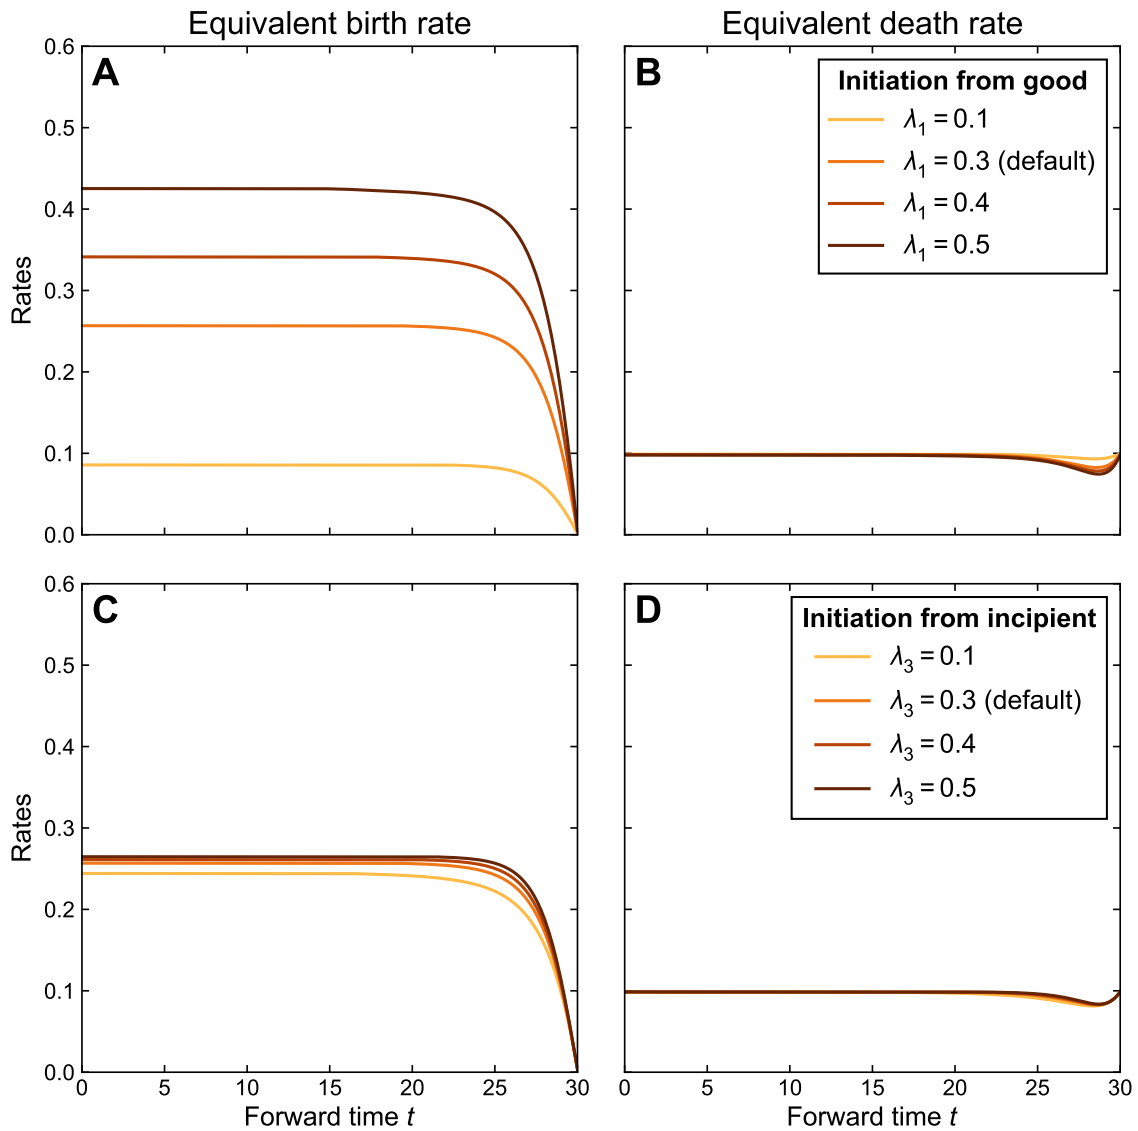 Equivalent birth rate
Equivalent death rate
A
0.6
0.5
0.4
0.3
0.2
0.1
0.0
Rates
B
Initiation from good
λ1 = 0.1
λ1 = 0.3 (default)
λ1 = 0.4
λ1 = 0.5
C
0.6
0.5
0.4
0.3
0.2
0.1
0.0
Rates
0 5 10 15 20 25 30
Forward time t
D
Initiation from incipient
λ3 = 0.1
λ3 = 0.3 (default)
λ3 = 0.4
λ3 = 0.5
0 5 10 15 20 25 30
Forward time t